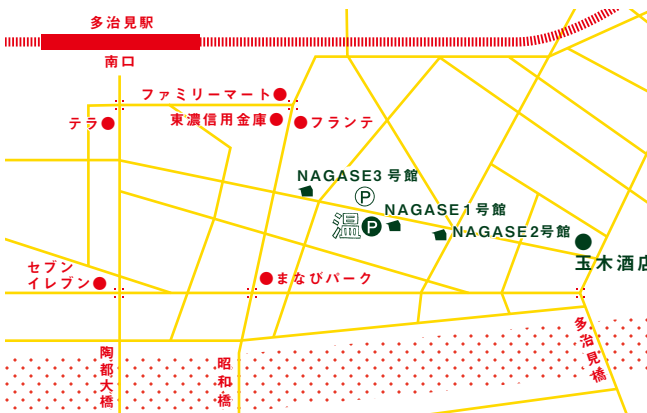 多治見駅
南口
ファミリーマート
東濃信用金庫
フランテ
テラ
NAGASE3号館
P
NAGASE1号館
P
NAGASE2号館
玉木酒店
セブン
イレブン
まなびパーク
陶都大橋
昭和橋
多治見橋